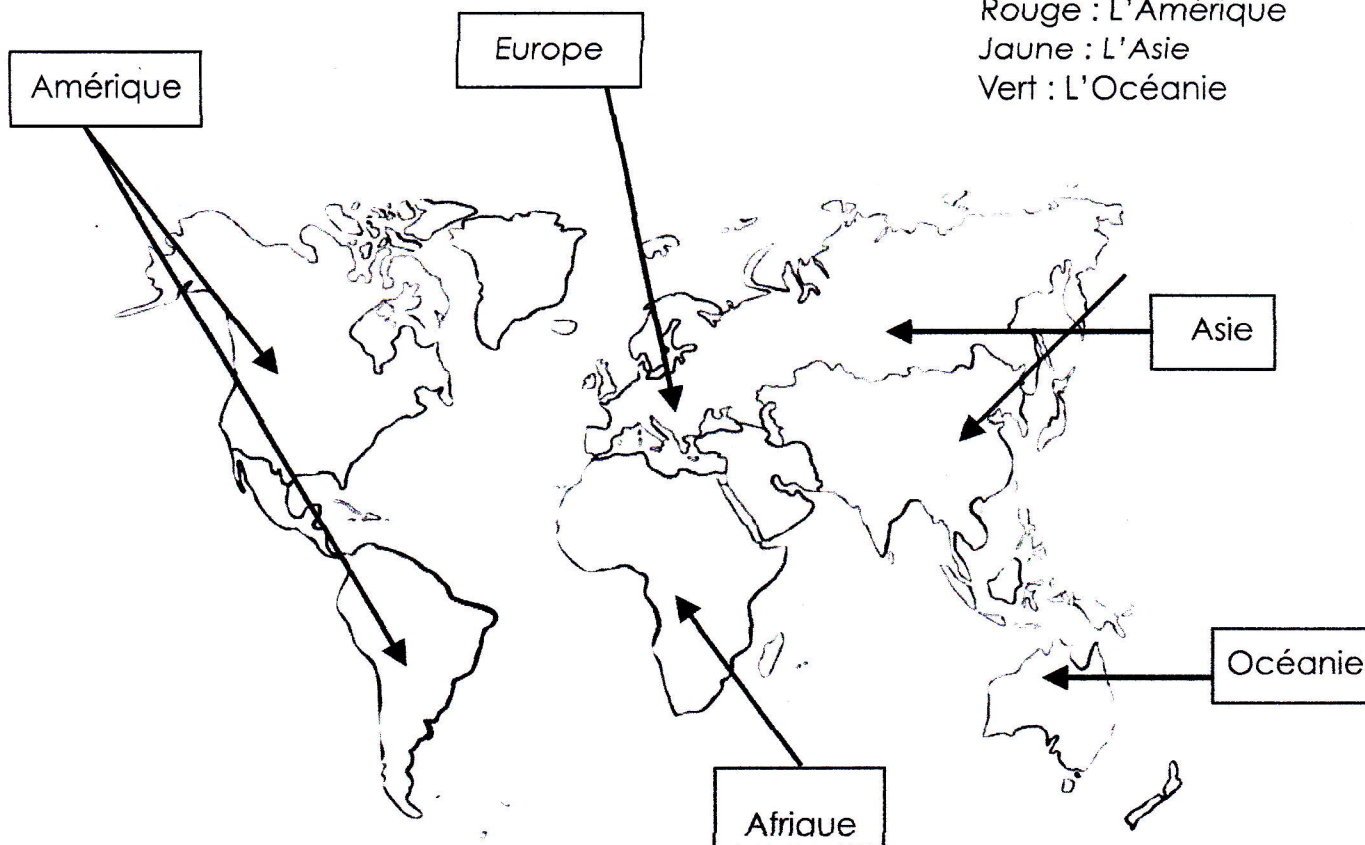 Rouge : L'Amérique
Jaune : L'Asie
Vert : L'Océanie
Europe
Amérique
Asie
Océanie
Afrique